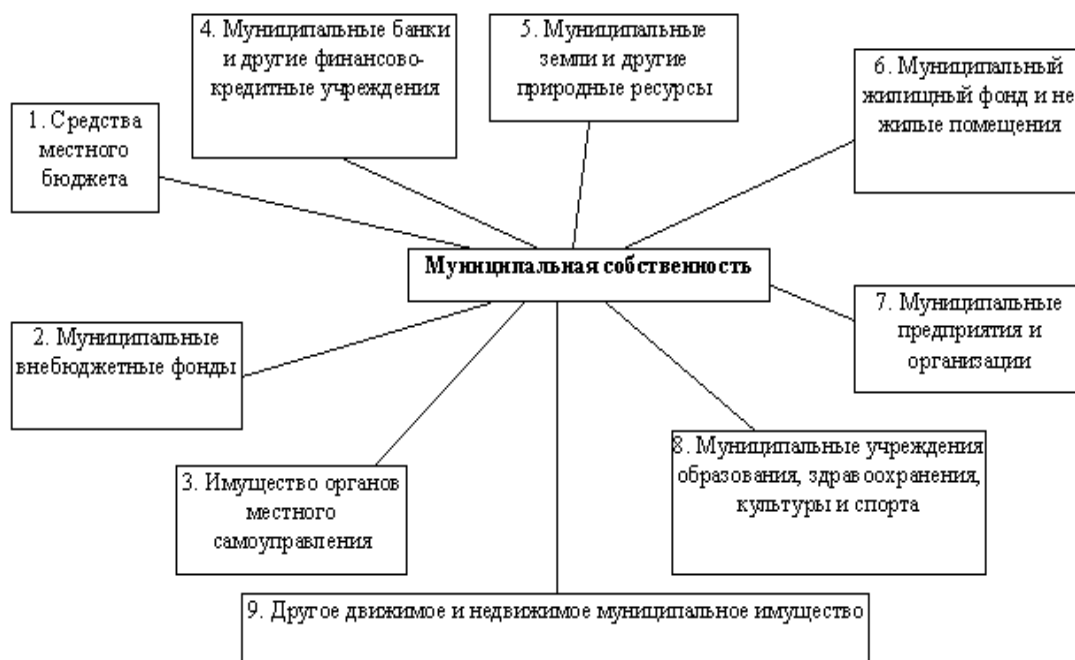 4. Муниципальные банки
и другие финансово-
кредитные учреждения
5. Муниципальные
земли и другие
природные ресурсы
6. Муниципальный
жилищный фонд и не
жилые помещения
1. Средства
местного
бюджета
Муниципальная собственность
7. Муниципальные
предприятия и
организации
2. Муниципальные
внебюджетные фонды
8. Муниципальные учреждения
образования, здравоохранения,
культуры и спорта
3. Имущество органов
местного
самоуправления
9. Другое движимое и недвижимое муниципальное имущество